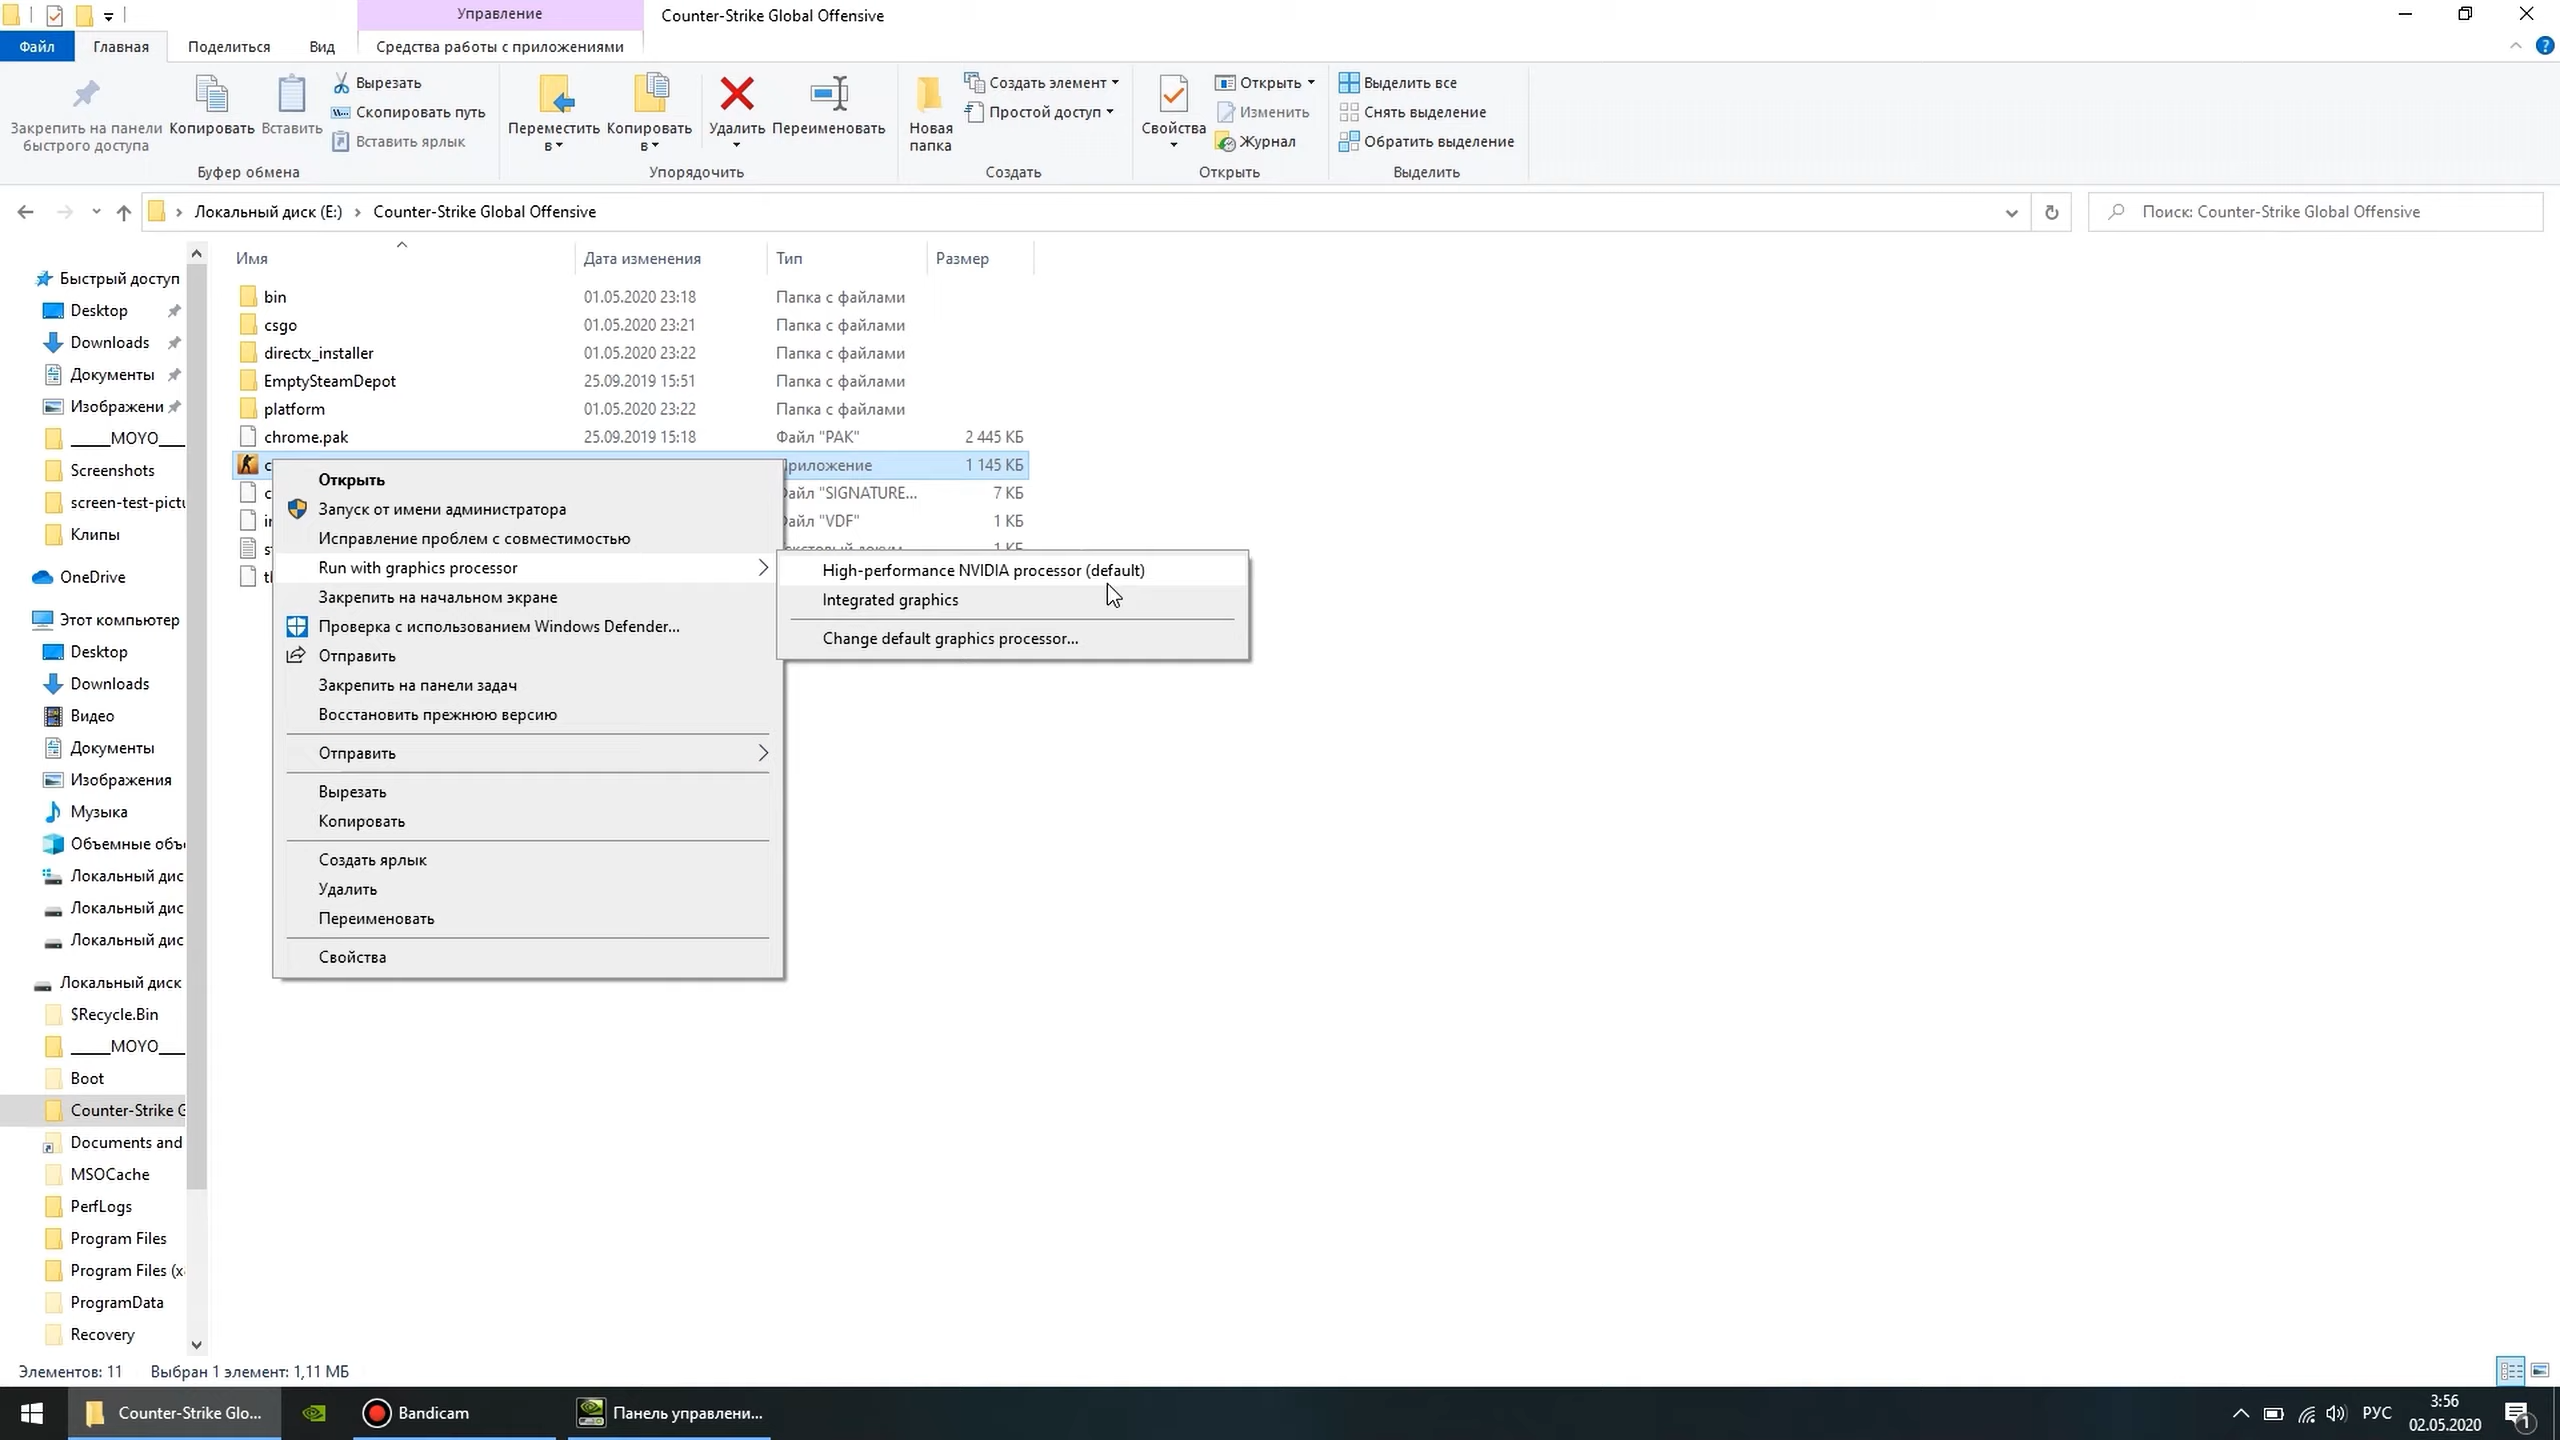 Управление
Counter-Strike Global Offensive
Файл
Главная
Поделиться
Вид
Средства работы с приложениями
Закрепить на панели
быстрого доступа
Копировать
Вставить
Вырезать
Скопировать путь
Вставить ярлык
Буфер обмена
Переместить
в
Копировать
в
Удалить
Переименовать
Упорядочить
Новая
папка
Создать элемент
Простой доступ
Создать
Свойства
Открыть
Изменить
Журнал
Открыть
Выделить все
Снять выделение
Обратить выделение
Выделить
Локальный диск (E:)
Counter-Strike Global Offensive
Поиск: Counter-Strike Global Offensive
Имя
Дата изменения
Тип
Размер
bin 01.05.2020 23:18 Папка с файлами
csgo 01.05.2020 23:21 Папка с файлами
directx_installer 01.05.2020 23:22 Папка с файлами
EmptySteamDepot 25.09.2019 15:51 Папка с файлами
platform 01.05.2020 23:22 Папка с файлами
chrome.pak 25.09.2019 15:18 Файл "PAK" 2 445 КБ
c риложение 1 145 КБ
c айл "SIGNATURE... 7 КБ
айл "VDF" 1 КБ
Открыть
Запуск от имени администратора
Исправление проблем с совместимостью
Run with graphics processor
Закрепить на начальном экране
Проверка с использованием Windows Defender...
Отправить
Закрепить на панели задач
Восстановить прежнюю версию
Отправить
Вырезать
Копировать
Создать ярлык
Удалить
Переименовать
Свойства
High-performance NVIDIA processor (default)
Integrated graphics
Change default graphics processor...
Быстрый доступ
Desktop
Downloads
Документы
Изображени
_____MOYO____
Screenshots
screen-test-pictu
Клипы
OneDrive
Этот компьютер
Desktop
Downloads
Видео
Документы
Изображения
Музыка
Объемные объ
Локальный дис
Локальный дис
Локальный дис
Локальный диск
$Recycle.Bin
_____MOYO____
Boot
Counter-Strike G
Documents and
MSOCache
PerfLogs
Program Files
Program Files (x
ProgramData
Recovery
Элементов: 11
Выбран 1 элемент: 1,11 МБ
Counter-Strike Glo...
Bandicam
Панель управлени...
РУС
3:56
02.05.2020
1